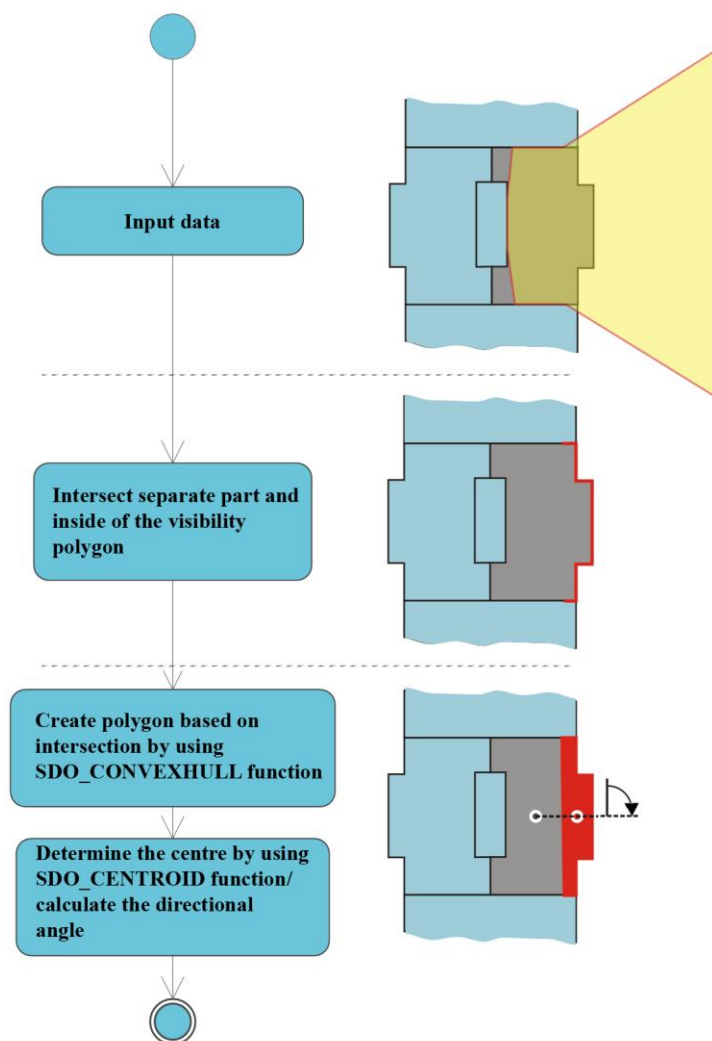 Input data
Intersect separate part and
inside of the visibility
polygon
Create polygon based on
intersection by using
SDO_CONVEXHULL function
Determine the centre by using
SDO_CENTROID function/
calculate the directional
angle